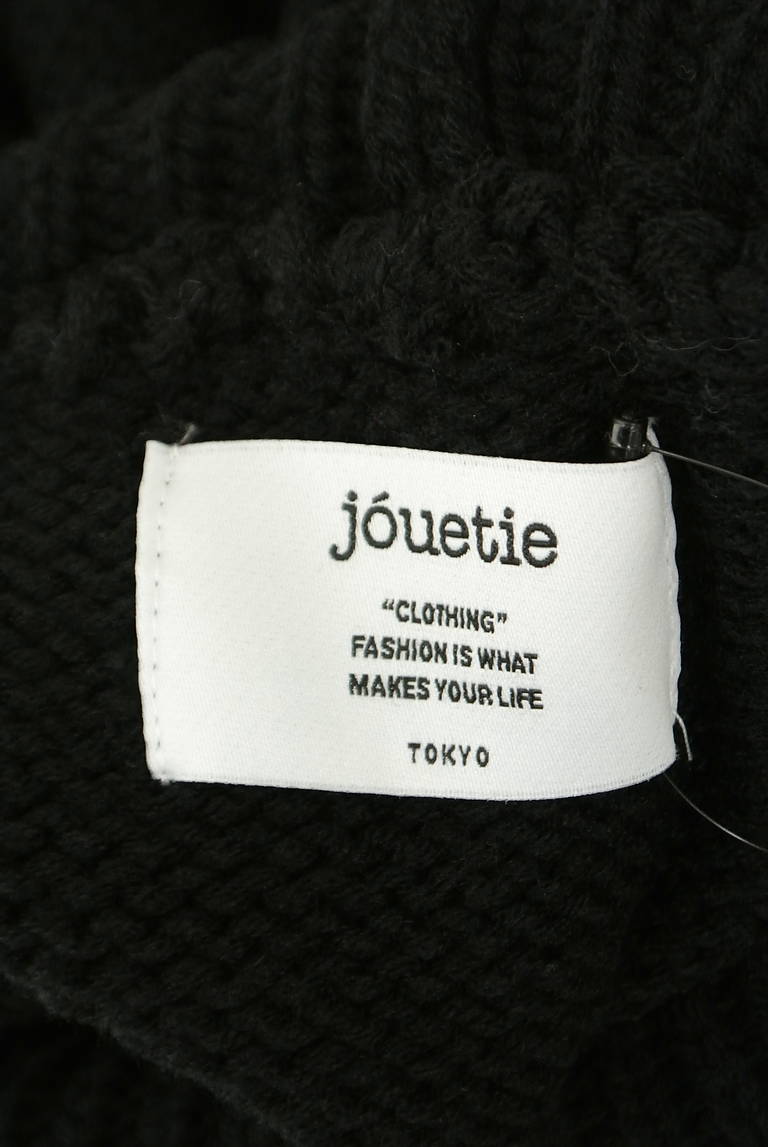 jóuetie
“CLOTHING”
FASHION IS WHAT
MAKES YOUR LIFE
TOKYO